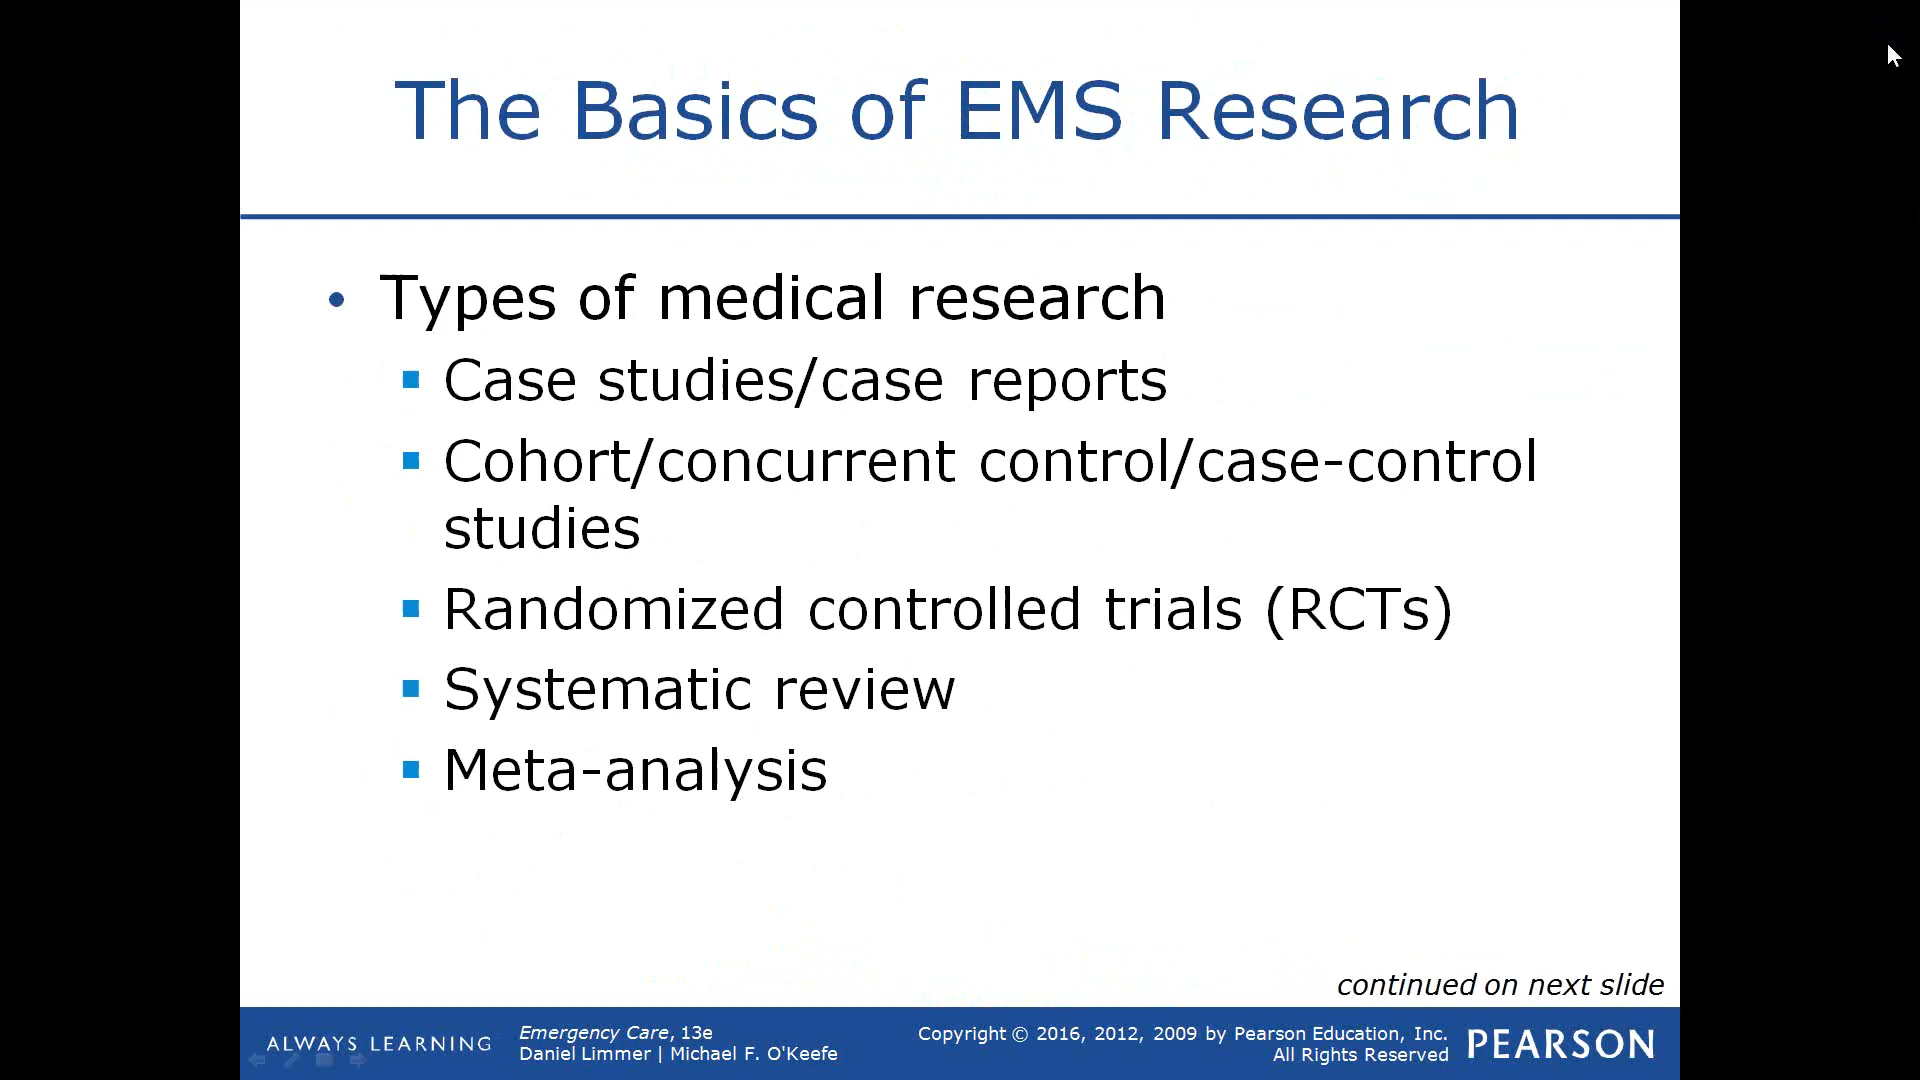 The Basics of EMS Research
• Types of medical research
▪ Case studies/case reports
▪ Cohort/concurrent control/case-control
studies
▪ Randomized controlled trials (RCTs)
▪ Systematic review
▪ Meta-analysis
continued on next slide
ALWAYS LEARNING
Emergency Care, 13e
Daniel Limmer | Michael F. O'Keefe
Copyright © 2016, 2012, 2009 by Pearson Education, Inc.
All Rights Reserved
PEARSON